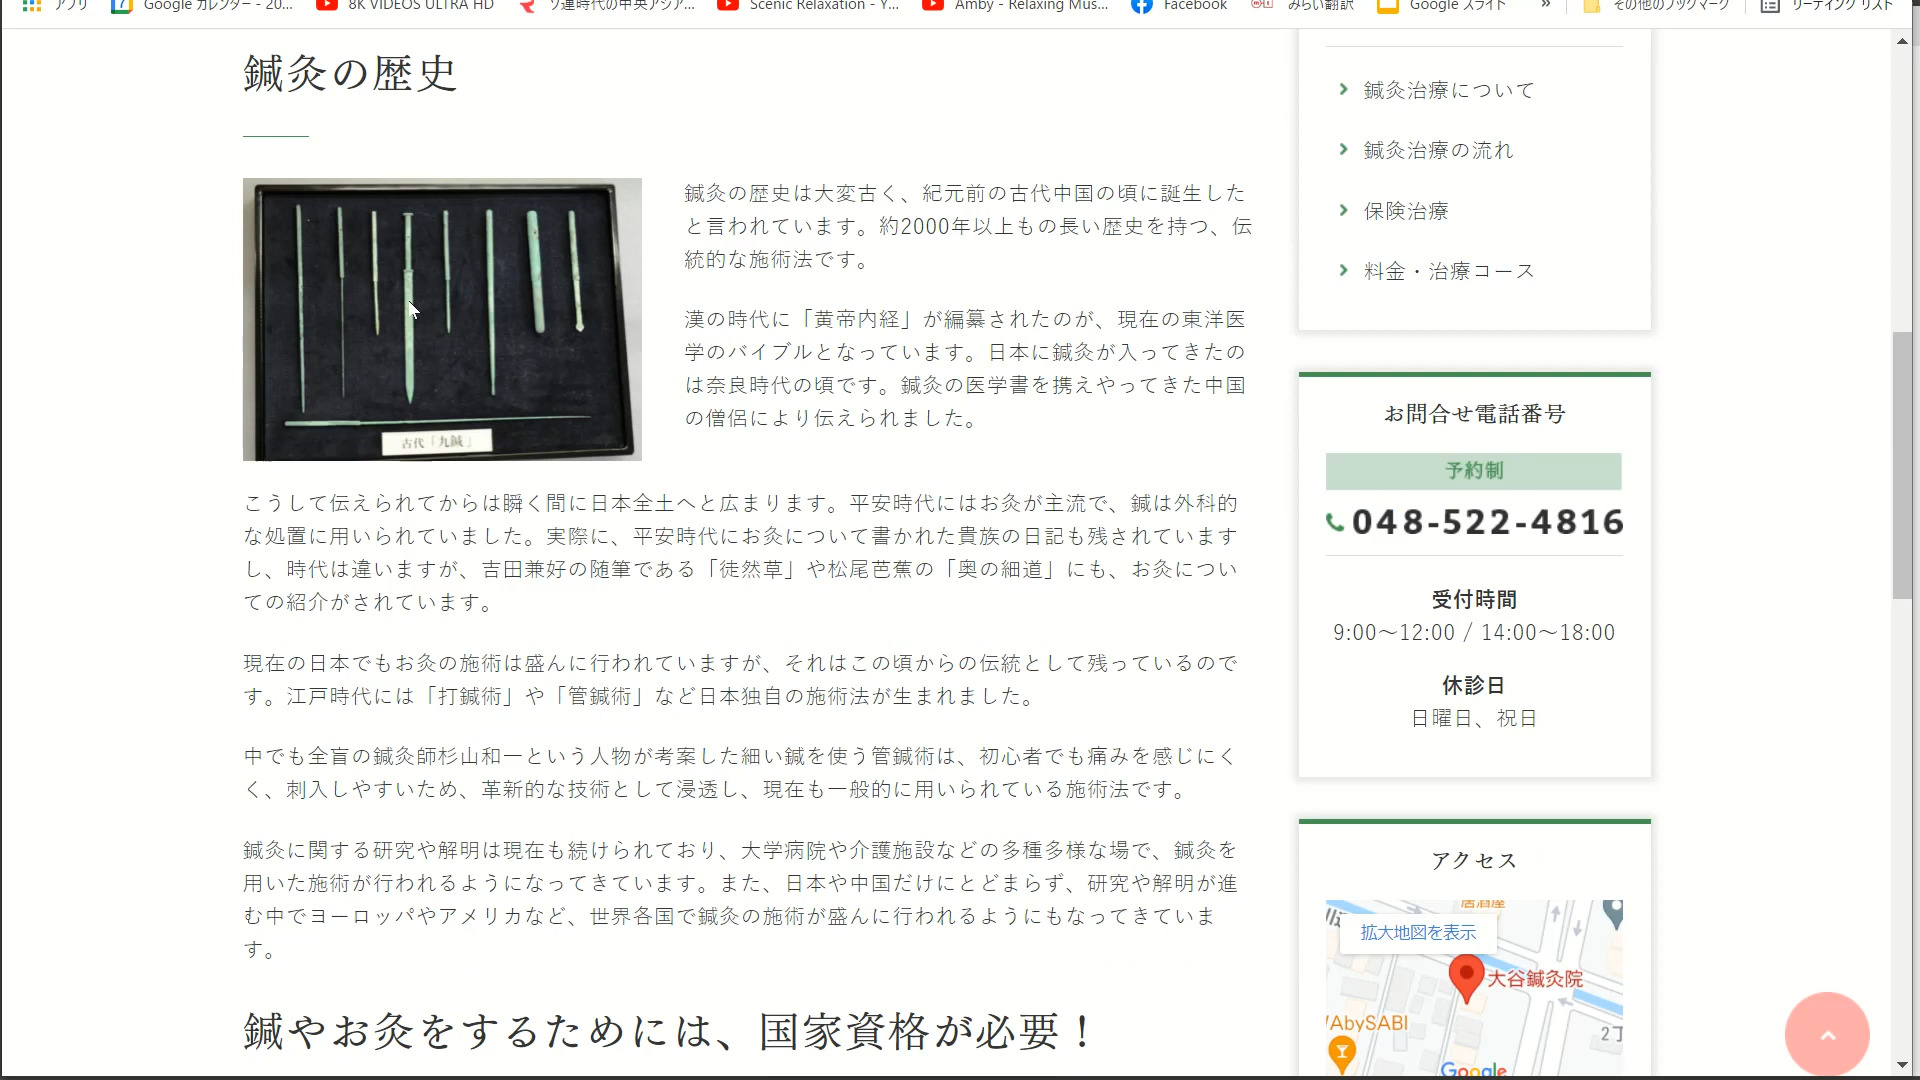 アプリ
Google カレンダー - 20...
8K VIDEOS ULTRA HD
ソ連時代の中央アジア...
Scenic Relaxation - Y...
Amby - Relaxing Mus...
Facebook
みらい翻訳
Google スライド
»
その他のブックマーク
リーディング リスト
鍼灸の歴史
古代「九鍼」
鍼灸の歴史は大変古く、紀元前の古代中国の頃に誕生した
と言われています。約2000年以上もの長い歴史を持つ、伝
統的な施術法です。
漢の時代に「黄帝内経」が編纂されたのが、現在の東洋医
学のバイブルとなっています。日本に鍼灸が入ってきたの
は奈良時代の頃です。鍼灸の医学書を携えやってきた中国
の僧侶により伝えられました。
こうして伝えられてからは瞬く間に日本全土へと広まります。平安時代にはお灸が主流で、鍼は外科的
な処置に用いられていました。実際に、平安時代にお灸について書かれた貴族の日記も残されています
し、時代は違いますが、吉田兼好の随筆である「徒然草」や松尾芭蕉の「奥の細道」にも、お灸につい
ての紹介がされています。
現在の日本でもお灸の施術は盛んに行われていますが、それはこの頃からの伝統として残っているので
す。江戸時代には「打鍼術」や「管鍼術」など日本独自の施術法が生まれました。
中でも全盲の鍼灸師杉山和一という人物が考案した細い鍼を使う管鍼術は、初心者でも痛みを感じにく
く、刺入しやすいため、革新的な技術として浸透し、現在も一般的に用いられている施術法です。
鍼灸に関する研究や解明は現在も続けられており、大学病院や介護施設などの多種多様な場で、鍼灸を
用いた施術が行われるようになってきています。また、日本や中国だけにとどまらず、研究や解明が進
む中でヨーロッパやアメリカなど、世界各国で鍼灸の施術が盛んに行われるようにもなってきていま
す。
鍼やお灸をするためには、国家資格が必要！
鍼灸治療について
鍼灸治療の流れ
保険治療
料金・治療コース
お問合せ電話番号
予約制
048-522-4816
受付時間
9:00～12:00 / 14:00～18:00
休診日
日曜日、祝日
アクセス
居酒屋
拡大地図を表示
大谷鍼灸院
AbySABI
2丁
Google